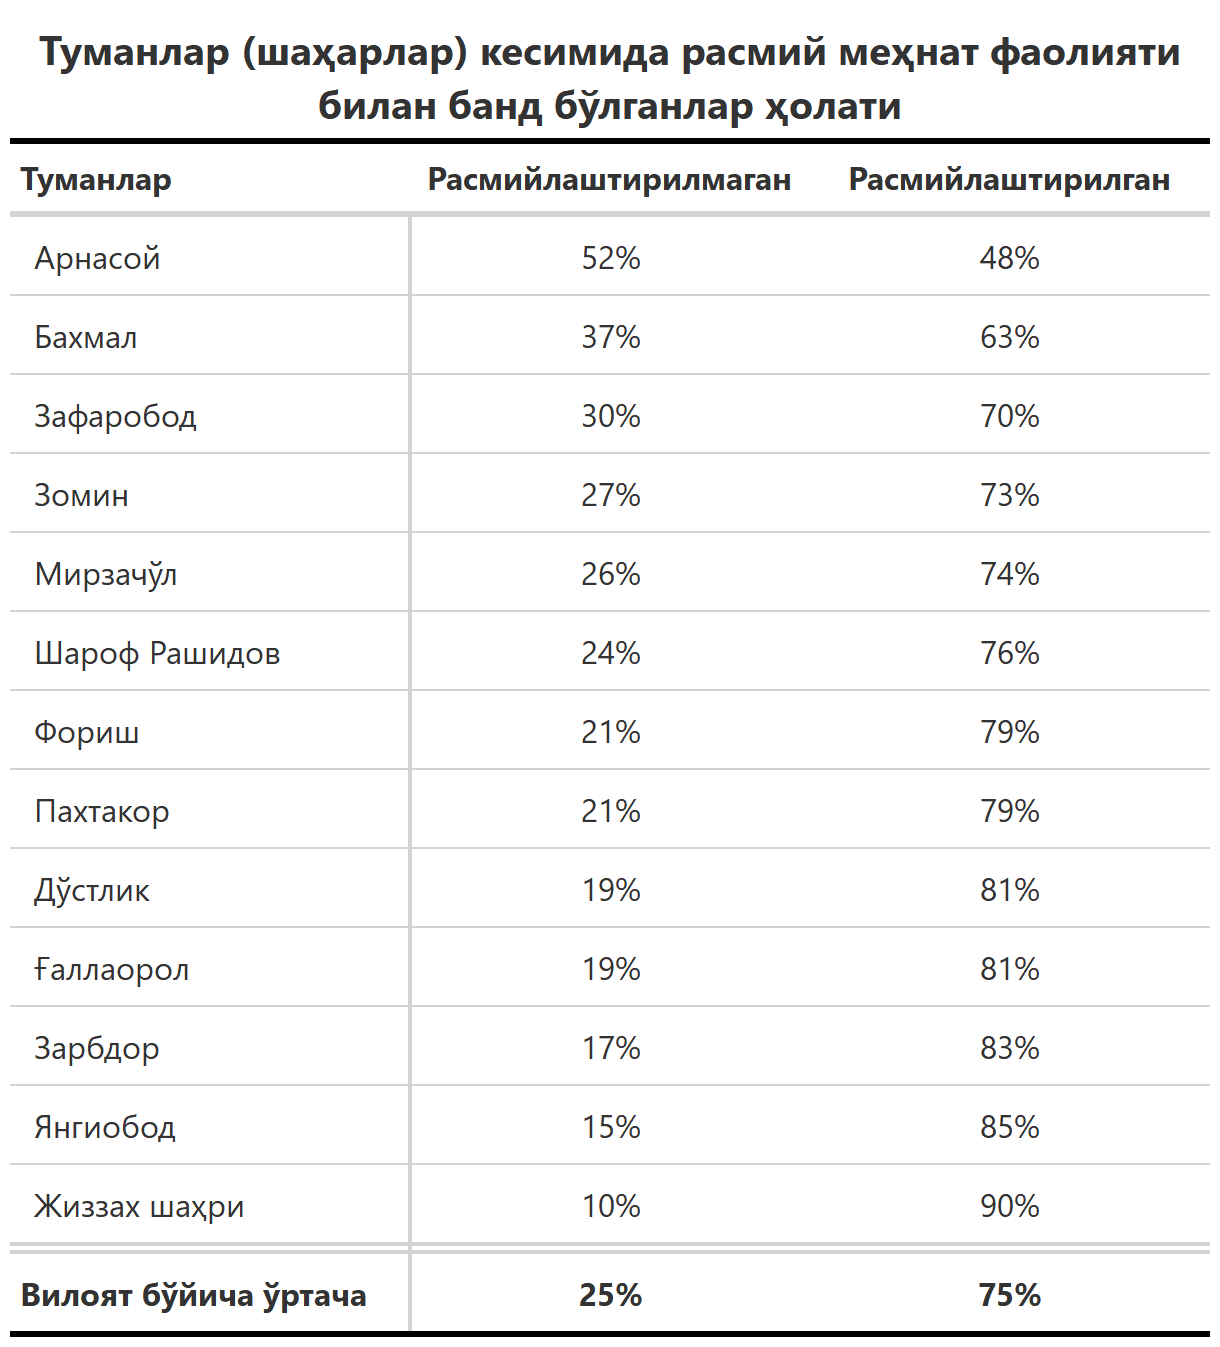 Туманлар (шаҳарлар) кесимида расмий меҳнат фаолияти
билан банд бўлганлар ҳолати
Туманлар Расмийлаштирилмаган Расмийлаштирилган
Арнасой 52% 48%
Бахмал 37% 63%
Зафаробод 30% 70%
Зомин 27% 73%
Мирзачўл 26% 74%
Шароф Рашидов 24% 76%
Фориш 21% 79%
Пахтакор 21% 79%
Дўстлик 19% 81%
Ғаллаорол 19% 81%
Зарбдор 17% 83%
Янгиобод 15% 85%
Жиззах шаҳри 10% 90%
Вилоят бўйича ўртача 25% 75%